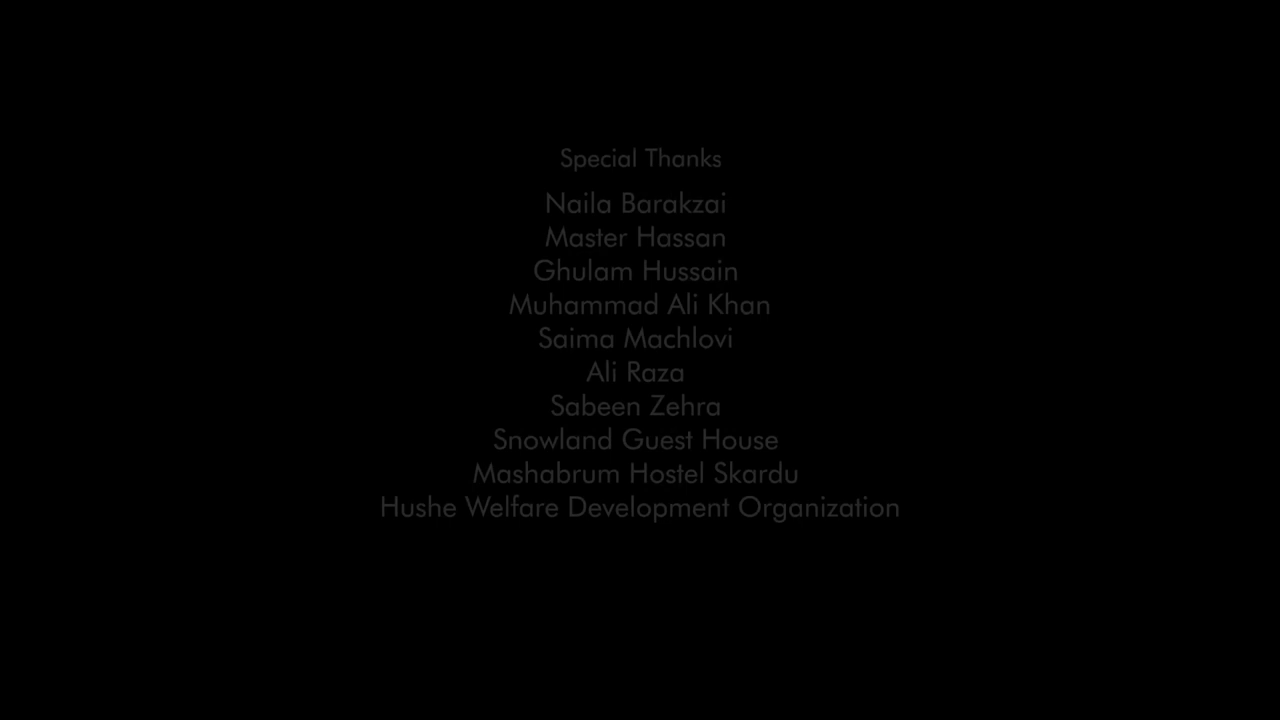 Special Thanks
Naila Barakzai
Master Hassan
Ghulam Hussain
Muhammad Ali Khan
Saima Machlovi
Ali Raza
Sabeen Zehra
Snowland Guest House
Mashabrum Hostel Skardu
Hushe Welfare Development Organization